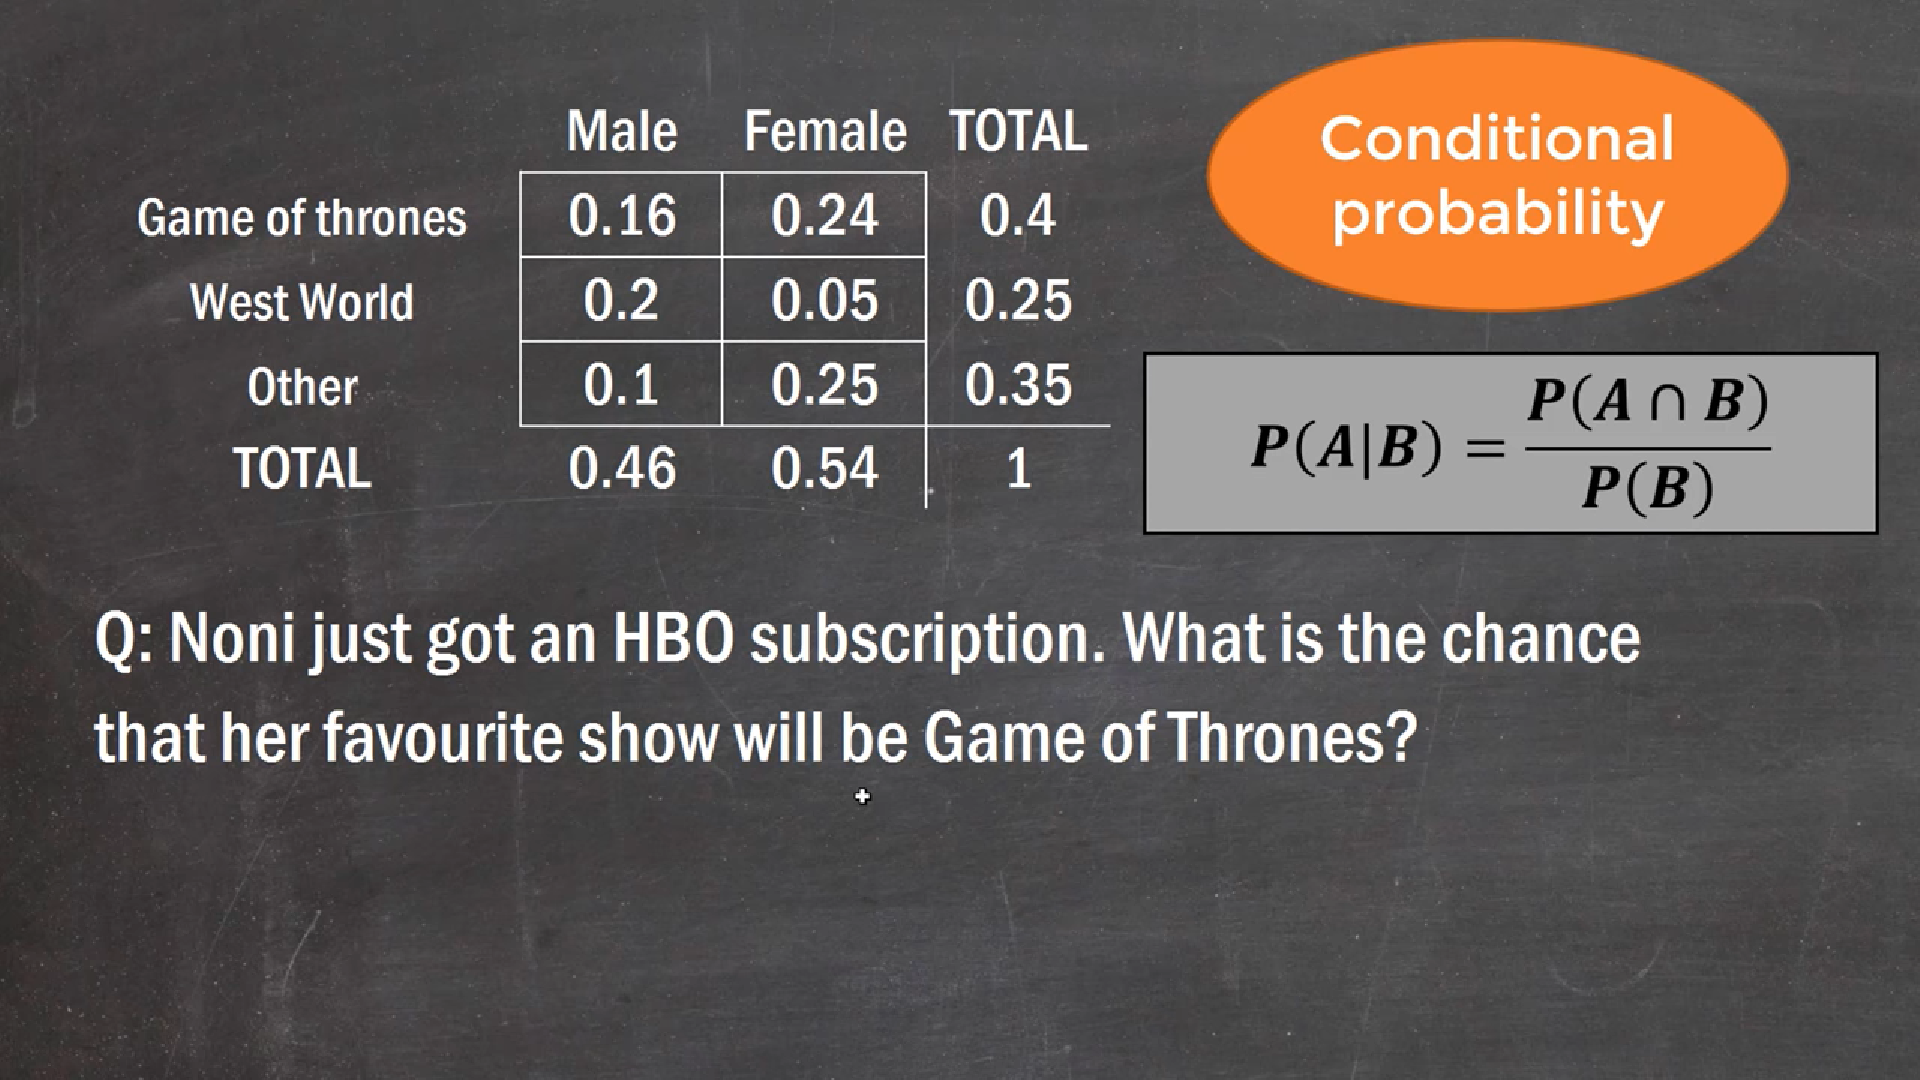 Male Female TOTAL
Game of thrones 0.16 0.24 0.4
West World 0.2 0.05 0.25
Other 0.1 0.25 0.35
TOTAL 0.46 0.54 1
Conditional
probability
P(A|B) = P(A ∩ B) / P(B)
Q: Noni just got an HBO subscription. What is the chance
that her favourite show will be Game of Thrones?